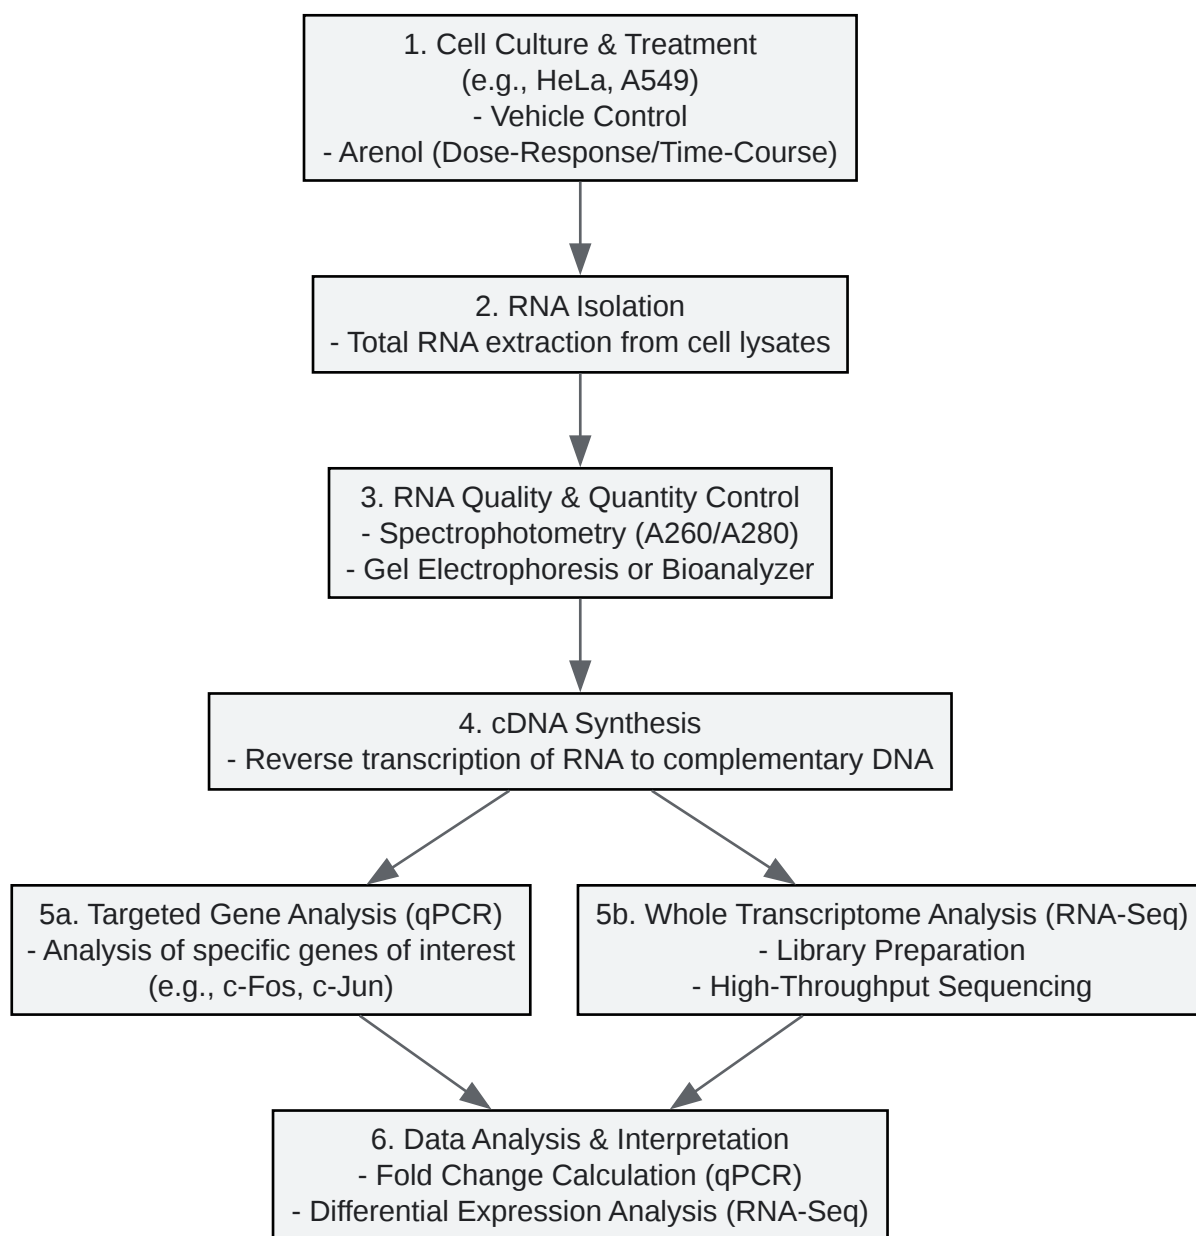 1. Cell Culture & Treatment
(e.g., HeLa, A549)
- Vehicle Control
- Arenol (Dose-Response/Time-Course)
2. RNA Isolation
- Total RNA extraction from cell lysates
3. RNA Quality & Quantity Control
- Spectrophotometry (A260/A280)
- Gel Electrophoresis or Bioanalyzer
4. cDNA Synthesis
- Reverse transcription of RNA to complementary DNA
5a. Targeted Gene Analysis (qPCR)
- Analysis of specific genes of interest
(e.g., c-Fos, c-Jun)
5b. Whole Transcriptome Analysis (RNA-Seq)
- Library Preparation
- High-Throughput Sequencing
6. Data Analysis & Interpretation
- Fold Change Calculation (qPCR)
- Differential Expression Analysis (RNA-Seq)